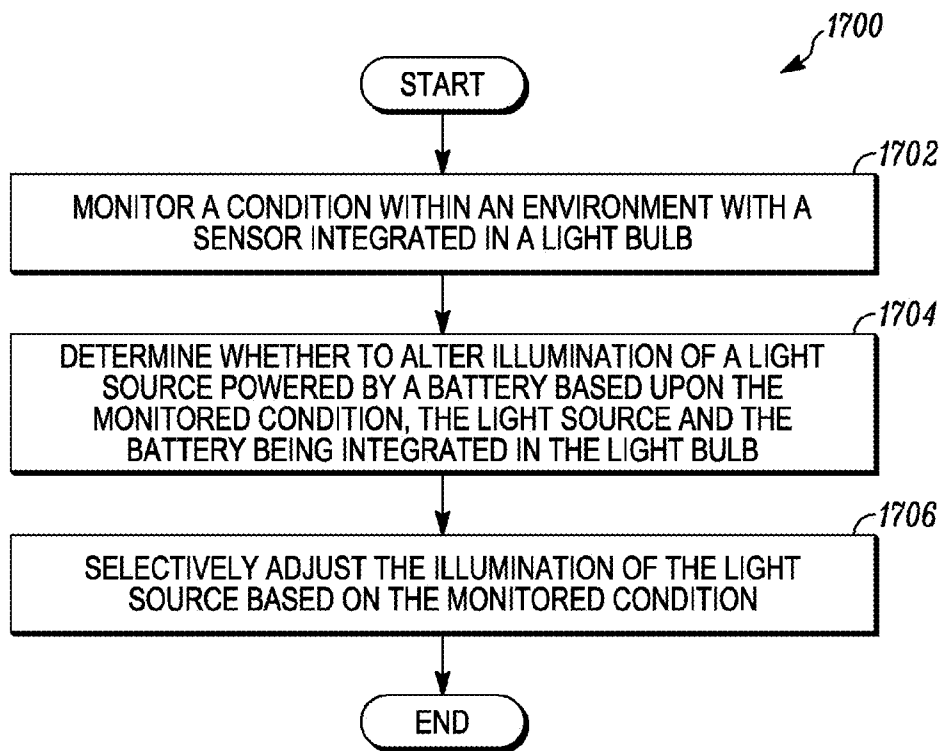 1700
START
1702
MONITOR A CONDITION WITHIN AN ENVIRONMENT WITH A
SENSOR INTEGRATED IN A LIGHT BULB
1704
DETERMINE WHETHER TO ALTER ILLUMINATION OF A LIGHT
SOURCE POWERED BY A BATTERY BASED UPON THE
MONITORED CONDITION, THE LIGHT SOURCE AND THE
BATTERY BEING INTEGRATED IN THE LIGHT BULB
1706
SELECTIVELY ADJUST THE ILLUMINATION OF THE LIGHT
SOURCE BASED ON THE MONITORED CONDITION
END